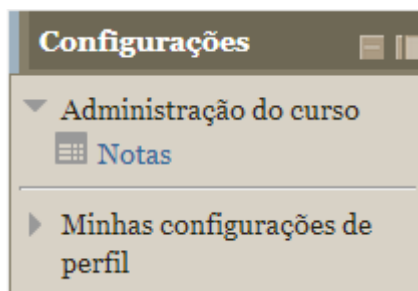 Configurações
Administração do curso
Notas
Minhas configurações de
perfil